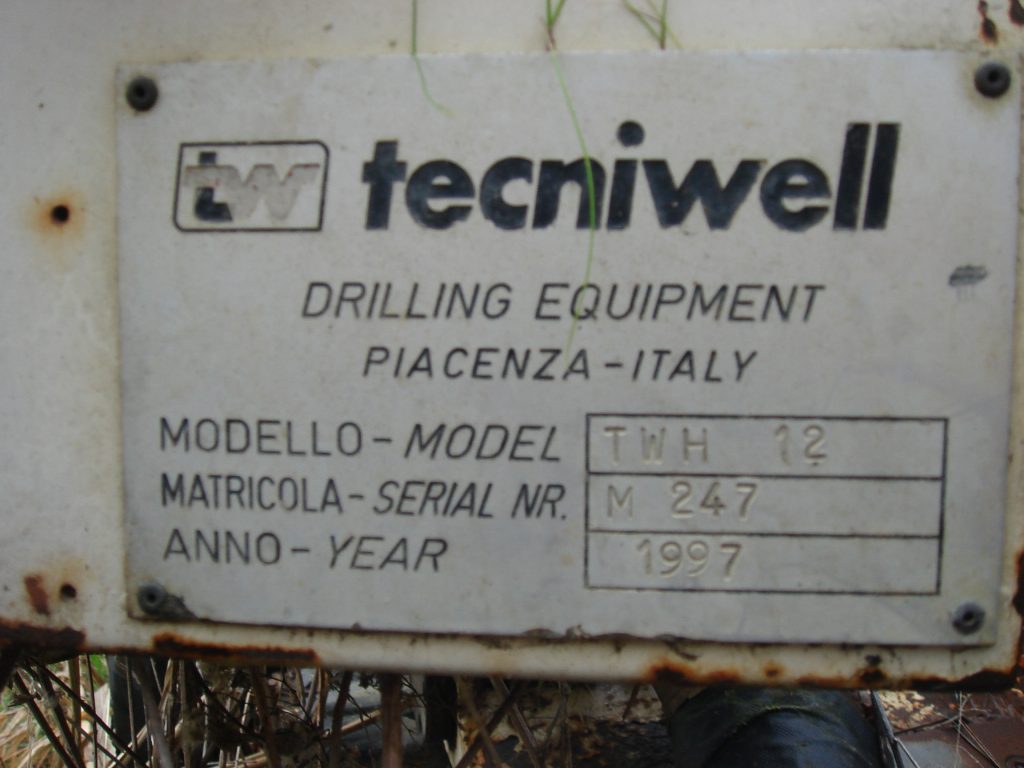 tw tecniwell
DRILLING EQUIPMENT
PIACENZA-ITALY
MODELLO-MODEL TWH 12
MATRICOLA-SERIAL NR. M 247
ANNO-YEAR 1997